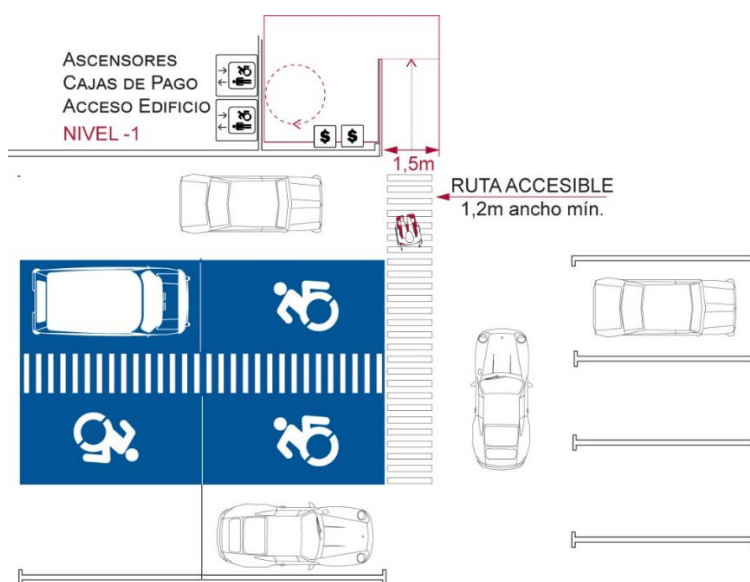 ASCENSORES
CAJAS DE PAGO
ACCESO EDIFICIO
NIVEL -1
$ $
1,5m
RUTA ACCESIBLE
1,2m ancho mín.